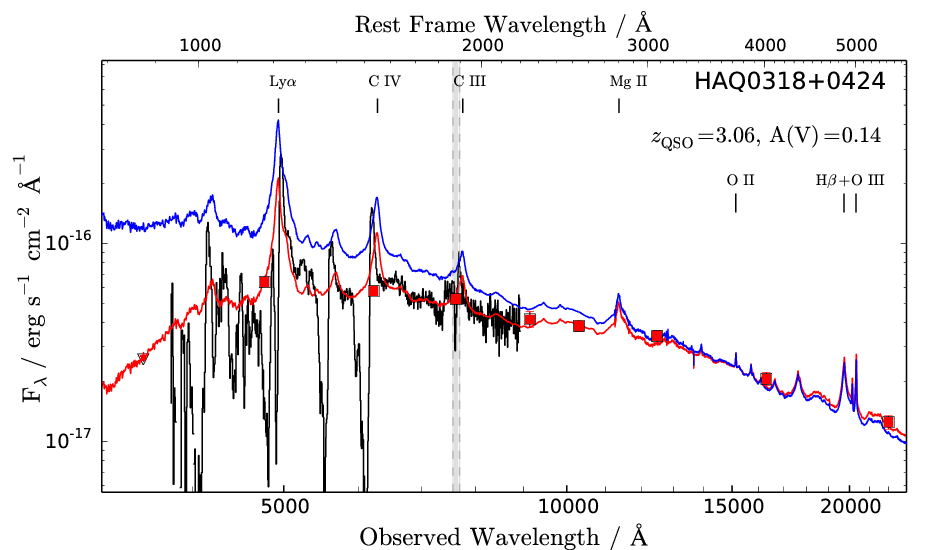 Rest Frame Wavelength / Å
1000 2000 3000 4000 5000
Lyα C IV C III Mg II HAQ0318+0424
z_QSO=3.06, A(V)=0.14
O II Hβ+O III
10^-16
10^-17
F_λ / erg s^−1 cm^−2 Å^−1
5000 10000 15000 20000
Observed Wavelength / Å